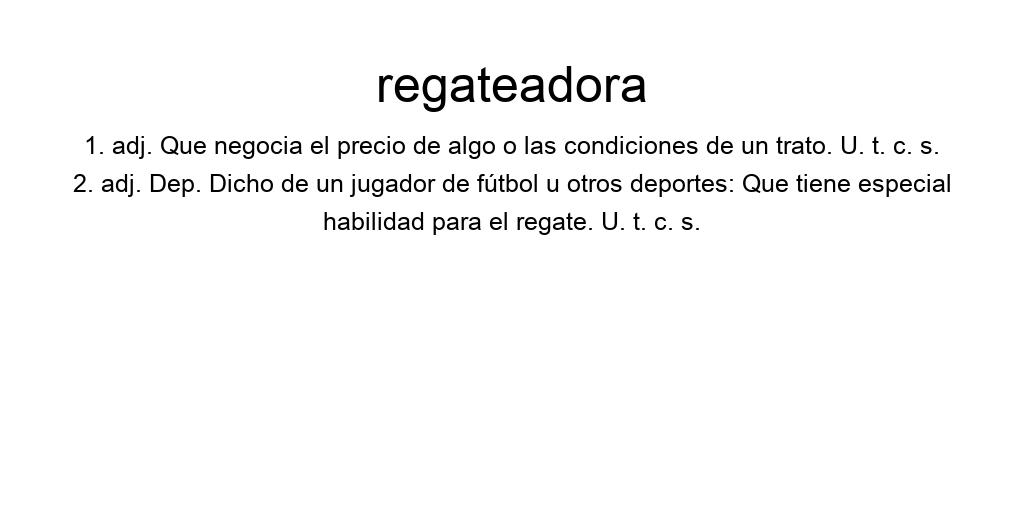 regateadora
1. adj. Que negocia el precio de algo o las condiciones de un trato. U. t. c. s.
2. adj. Dep. Dicho de un jugador de fútbol u otros deportes: Que tiene especial
habilidad para el regate. U. t. c. s.